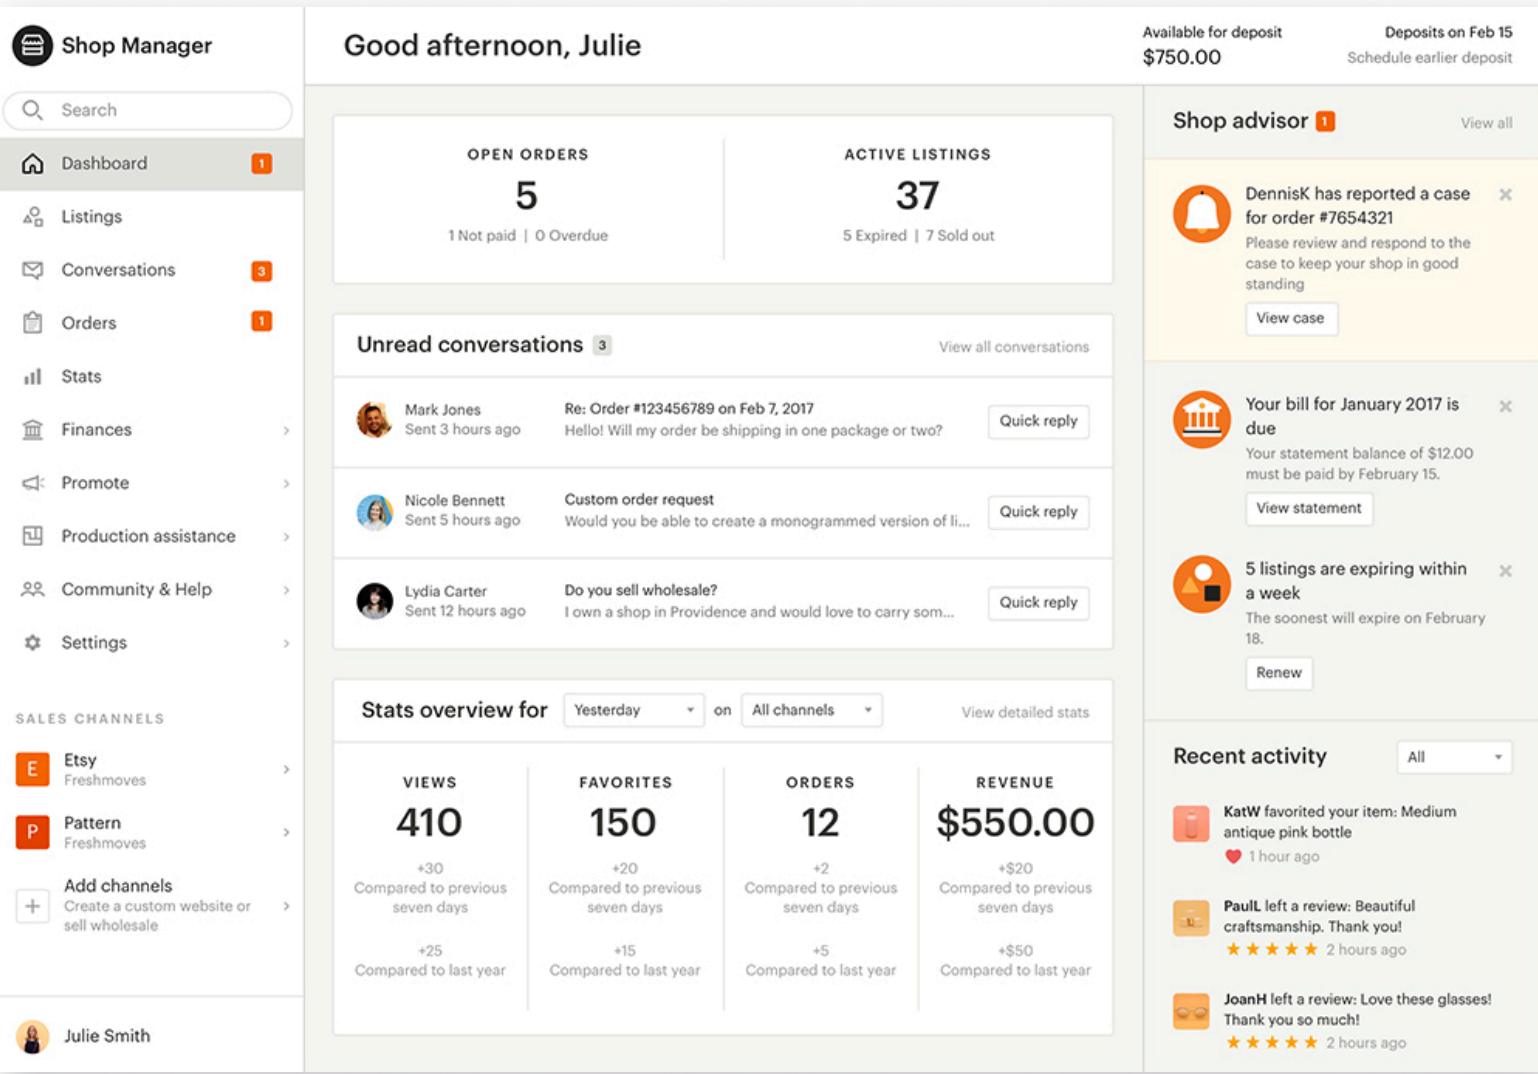 Shop Manager
Search
Dashboard 1
Listings
Conversations 3
Orders 1
Stats
Finances
Promote
Production assistance
Community & Help
Settings
SALES CHANNELS
E Etsy
Freshmoves
P Pattern
Freshmoves
Add channels
Create a custom website or
sell wholesale
Julie Smith
Good afternoon, Julie
Available for deposit
$750.00
Deposits on Feb 15
Schedule earlier deposit
OPEN ORDERS
5
1 Not paid | 0 Overdue
ACTIVE LISTINGS
37
5 Expired | 7 Sold out
Unread conversations 3
View all conversations
Mark Jones
Sent 3 hours ago
Re: Order #123456789 on Feb 7, 2017
Hello! Will my order be shipping in one package or two?
Quick reply
Nicole Bennett
Sent 5 hours ago
Custom order request
Would you be able to create a monogrammed version of li...
Quick reply
Lydia Carter
Sent 12 hours ago
Do you sell wholesale?
I own a shop in Providence and would love to carry som...
Quick reply
Stats overview for Yesterday on All channels
View detailed stats
VIEWS
410
+30
Compared to previous
seven days
+25
Compared to last year
FAVORITES
150
+20
Compared to previous
seven days
+15
Compared to last year
ORDERS
12
+2
Compared to previous
seven days
+5
Compared to last year
REVENUE
$550.00
+$20
Compared to previous
seven days
+$50
Compared to last year
Shop advisor 1
View all
DennisK has reported a case
for order #7654321
Please review and respond to the
case to keep your shop in good
standing
View case
Your bill for January 2017 is
due
Your statement balance of $12.00
must be paid by February 15.
View statement
5 listings are expiring within
a week
The soonest will expire on February
18.
Renew
Recent activity
All
KatW favorited your item: Medium
antique pink bottle
1 hour ago
PaulL left a review: Beautiful
craftsmanship. Thank you!
2 hours ago
JoanH left a review: Love these glasses!
Thank you so much!
2 hours ago